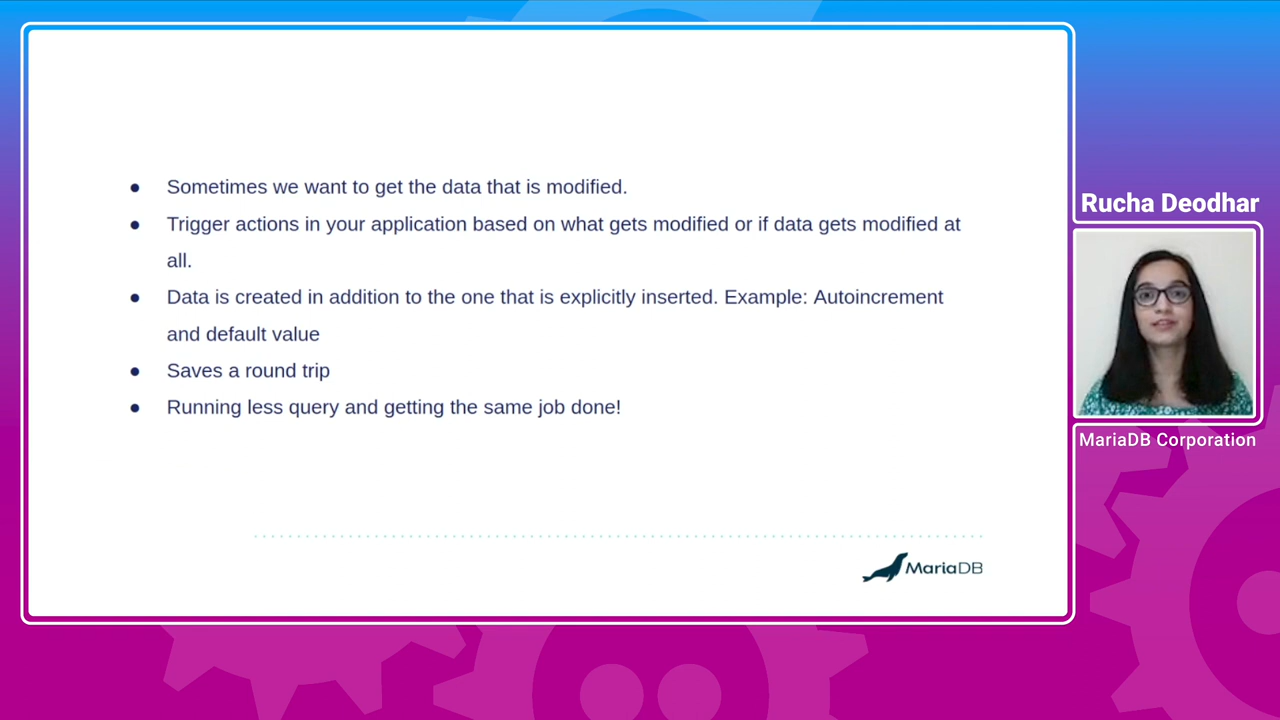 ● Sometimes we want to get the data that is modified.
● Trigger actions in your application based on what gets modified or if data gets modified at
all.
● Data is created in addition to the one that is explicitly inserted. Example: Autoincrement
and default value
● Saves a round trip
● Running less query and getting the same job done!
MariaDB
Rucha Deodhar
MariaDB Corporation